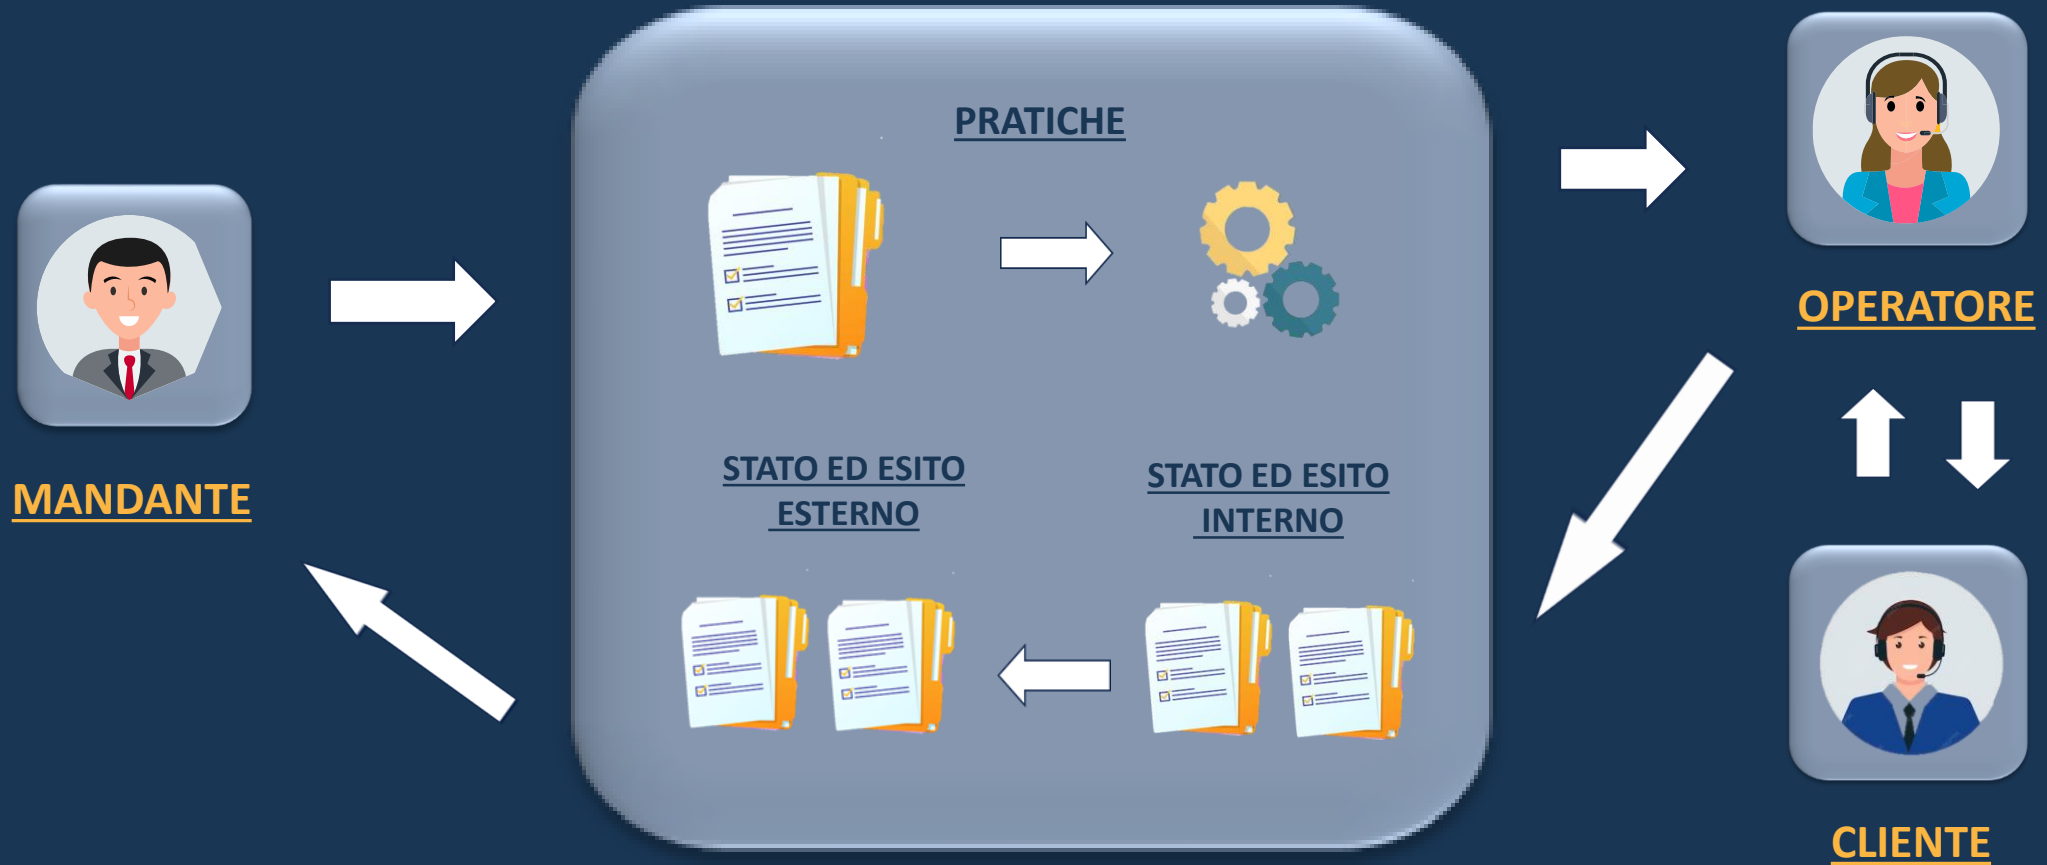 PRATICHE
OPERATORE
MANDANTE
STATO ED ESITO
ESTERNO
STATO ED ESITO
INTERNO
CLIENTE